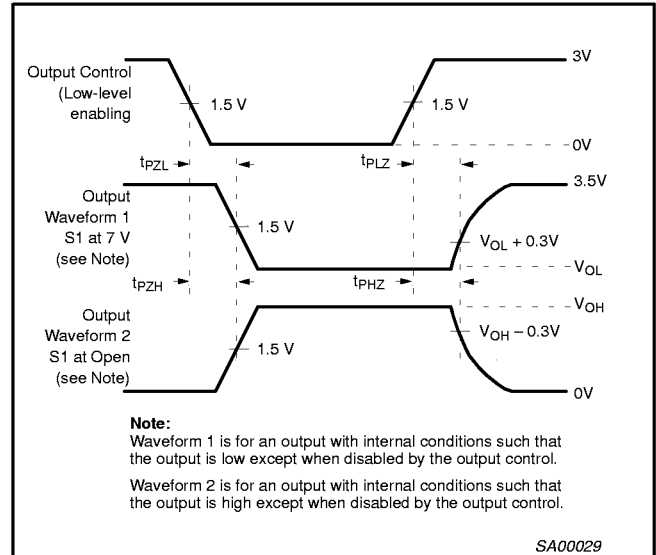 3V
Output Control
(Low-level
enabling
1.5 V
1.5 V
0V
tPZL
tPLZ
3.5V
Output
Waveform 1
S1 at 7 V
(see Note)
1.5 V
VOL + 0.3V
VOL
tPZH
tPHZ
VOH
Output
Waveform 2
S1 at Open
(see Note)
1.5 V
VOH – 0.3V
0V
Note:
Waveform 1 is for an output with internal conditions such that
the output is low except when disabled by the output control.
Waveform 2 is for an output with internal conditions such that
the output is high except when disabled by the output control.
SA00029